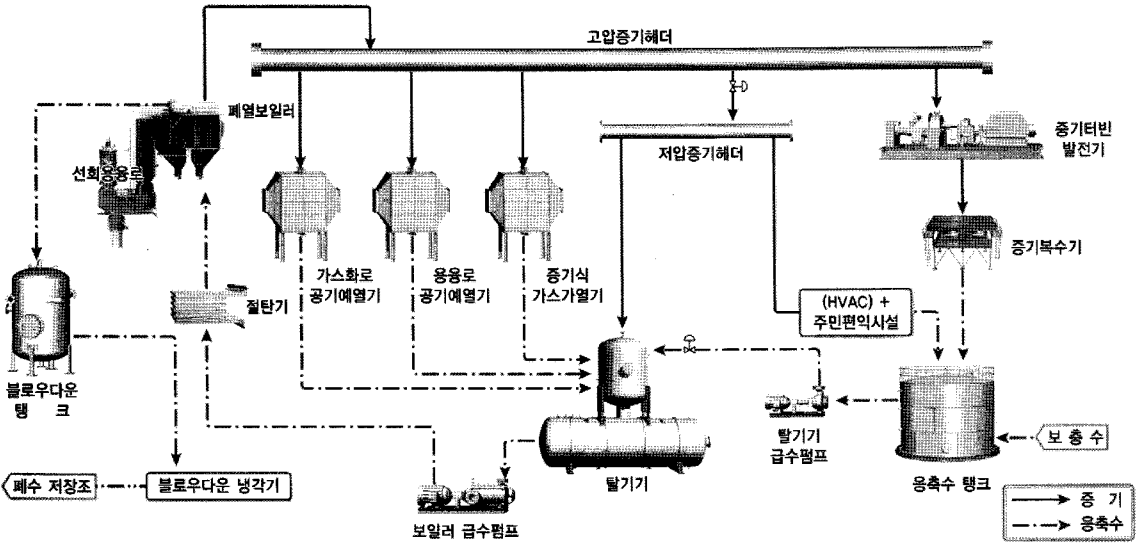 고압증기헤더
폐열보일러
선회용융로
저압증기헤더
증기터빈
발전기
증기복수기
가스화로
공기예열기
용융로
공기예열기
증기식
가스가열기
절탄기
(HVAC) +
주민편익시설
블로우다운
탱 크
탈기기
급수펌프
보 충 수
폐수 저장조
블로우다운 냉각기
탈기기
응축수 탱크
보일러 급수펌프
증 기
응축수